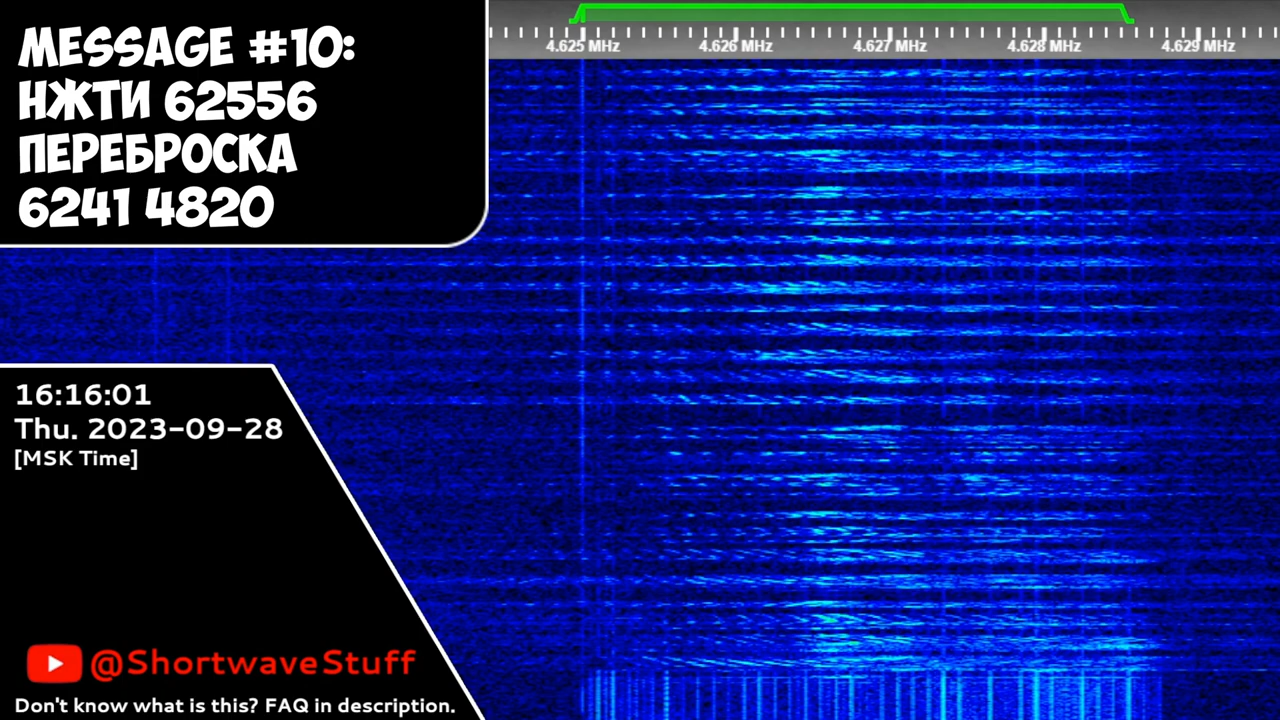 MESSAGE #10:
НЖТИ 62556
ПЕРЕБРОСКА
6241 4820
4.625 MHz 4.626 MHz 4.627 MHz 4.628 MHz 4.629 MHz
16:16:01
Thu. 2023-09-28
[MSK Time]
@ShortwaveStuff
Don't know what is this? FAQ in description.